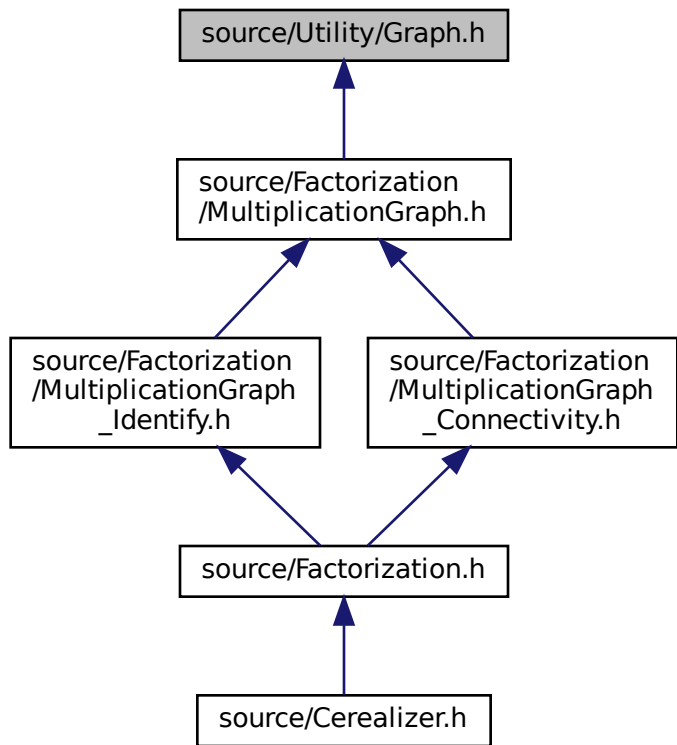 source/Utility/Graph.h
source/Factorization
/MultiplicationGraph.h
source/Factorization
/MultiplicationGraph
_Identify.h
source/Factorization
/MultiplicationGraph
_Connectivity.h
source/Factorization.h
source/Cerealizer.h